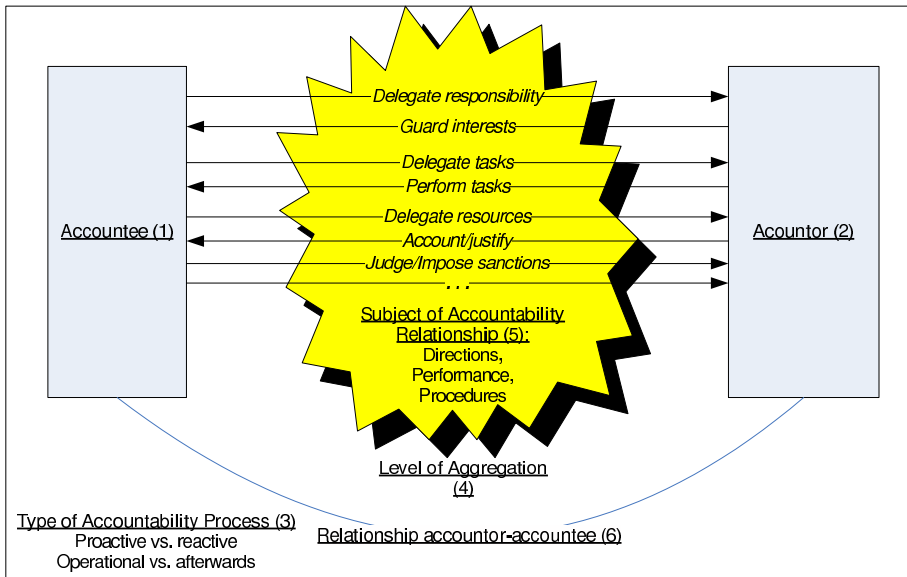 Delegate responsibility
Guard interests
Delegate tasks
Perform tasks
Delegate resources
Accountee (1)
Acountor (2)
Account/justify
Judge/Impose sanctions
. . .
Subject of Accountability
Relationship (5):
Directions,
Performance,
Procedures
Level of Aggregation
(4)
Type of Accountability Process (3)
Proactive vs. reactive
Operational vs. afterwards
Relationship accountor-accountee (6)